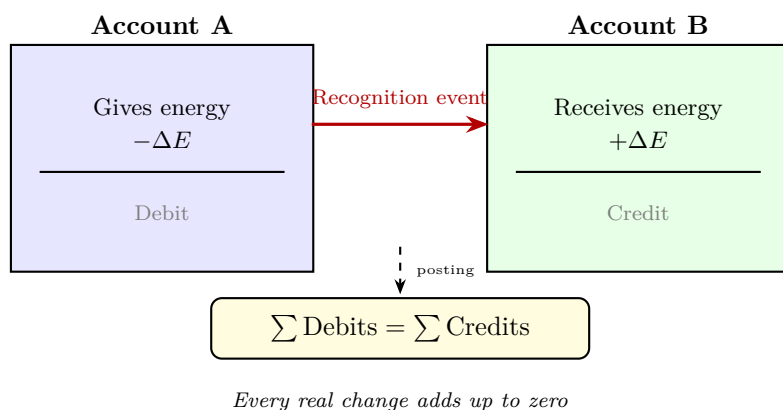 Account A
Account B
Gives energy
−ΔE
Debit
Recognition event
Receives energy
+ΔE
Credit
posting
∑ Debits = ∑ Credits
Every real change adds up to zero